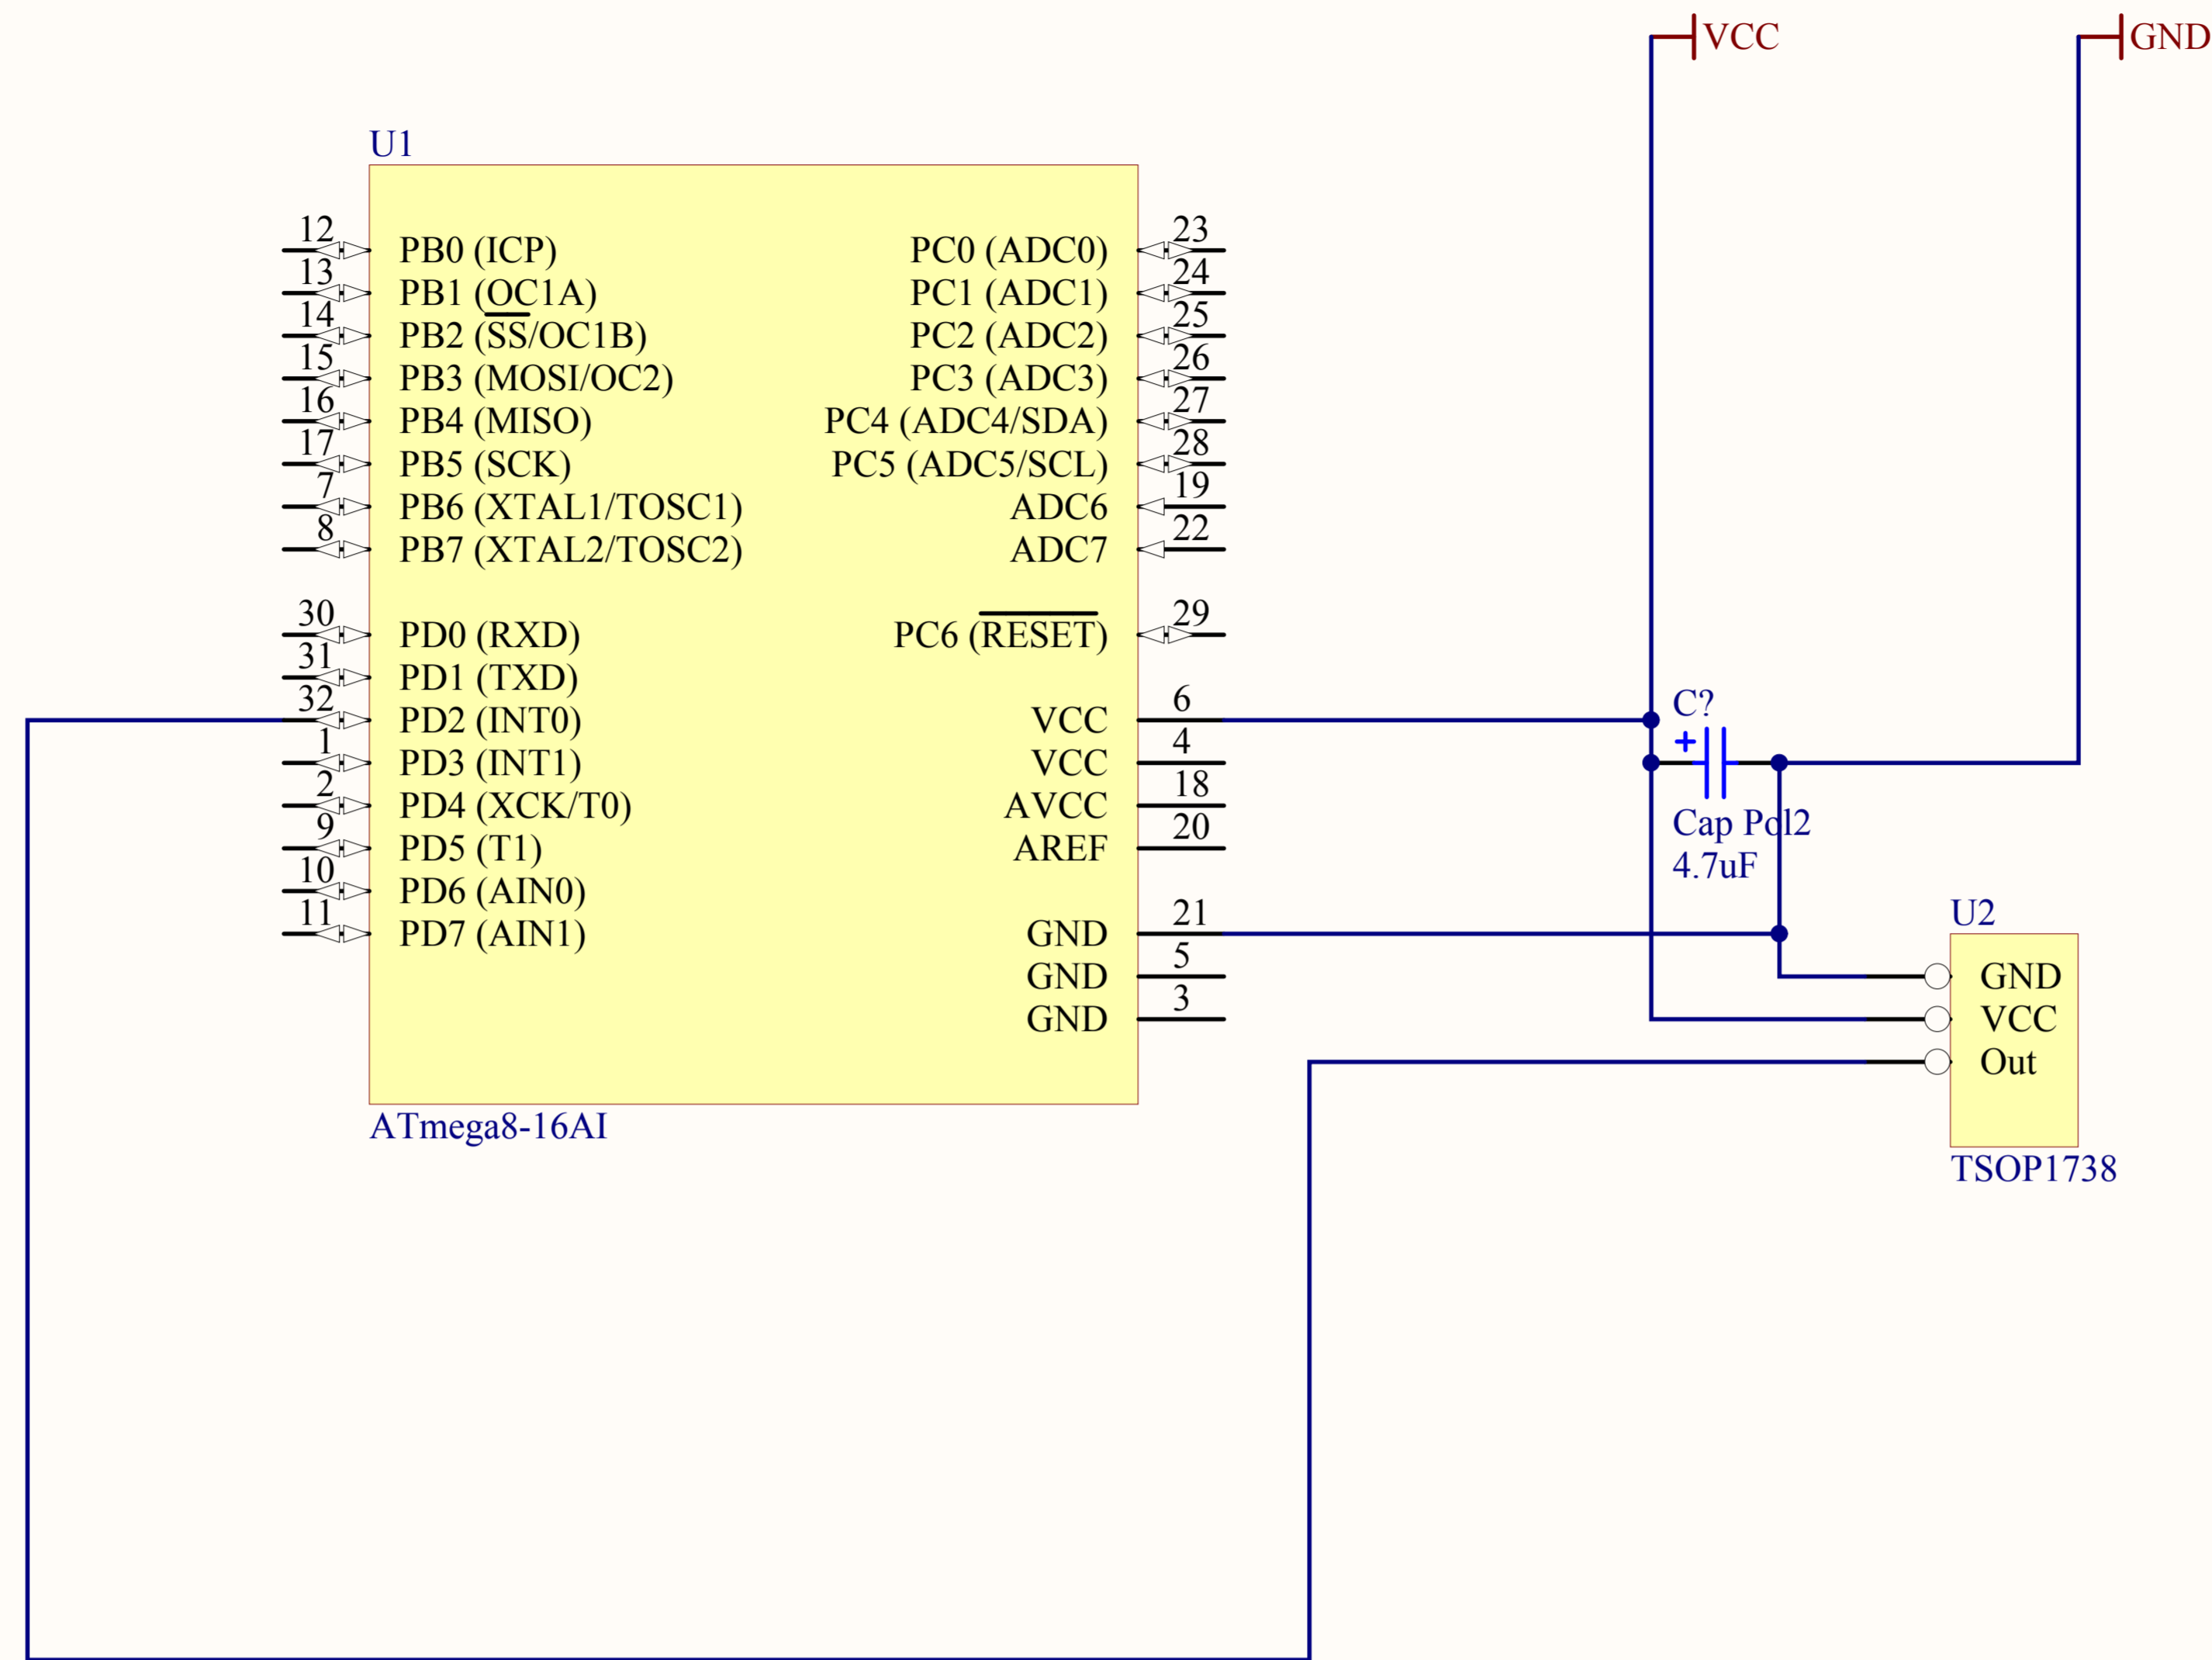 VCC
GND
U1
12 PB0 (ICP) PC0 (ADC0) 23
13 PB1 (OC1A) PC1 (ADC1) 24
14 PB2 (SS/OC1B) PC2 (ADC2) 25
15 PB3 (MOSI/OC2) PC3 (ADC3) 26
16 PB4 (MISO) PC4 (ADC4/SDA) 27
17 PB5 (SCK) PC5 (ADC5/SCL) 28
7 PB6 (XTAL1/TOSC1) ADC6 19
8 PB7 (XTAL2/TOSC2) ADC7 22
30 PD0 (RXD) PC6 (RESET) 29
31 PD1 (TXD)
32 PD2 (INT0) VCC 6
1 PD3 (INT1) VCC 4
2 PD4 (XCK/T0) AVCC 18
9 PD5 (T1) AREF 20
10 PD6 (AIN0)
11 PD7 (AIN1) GND 21
GND 5
GND 3
ATmega8-16AI
C?
+
Cap Pol2
4.7uF
U2
GND
VCC
Out
TSOP1738